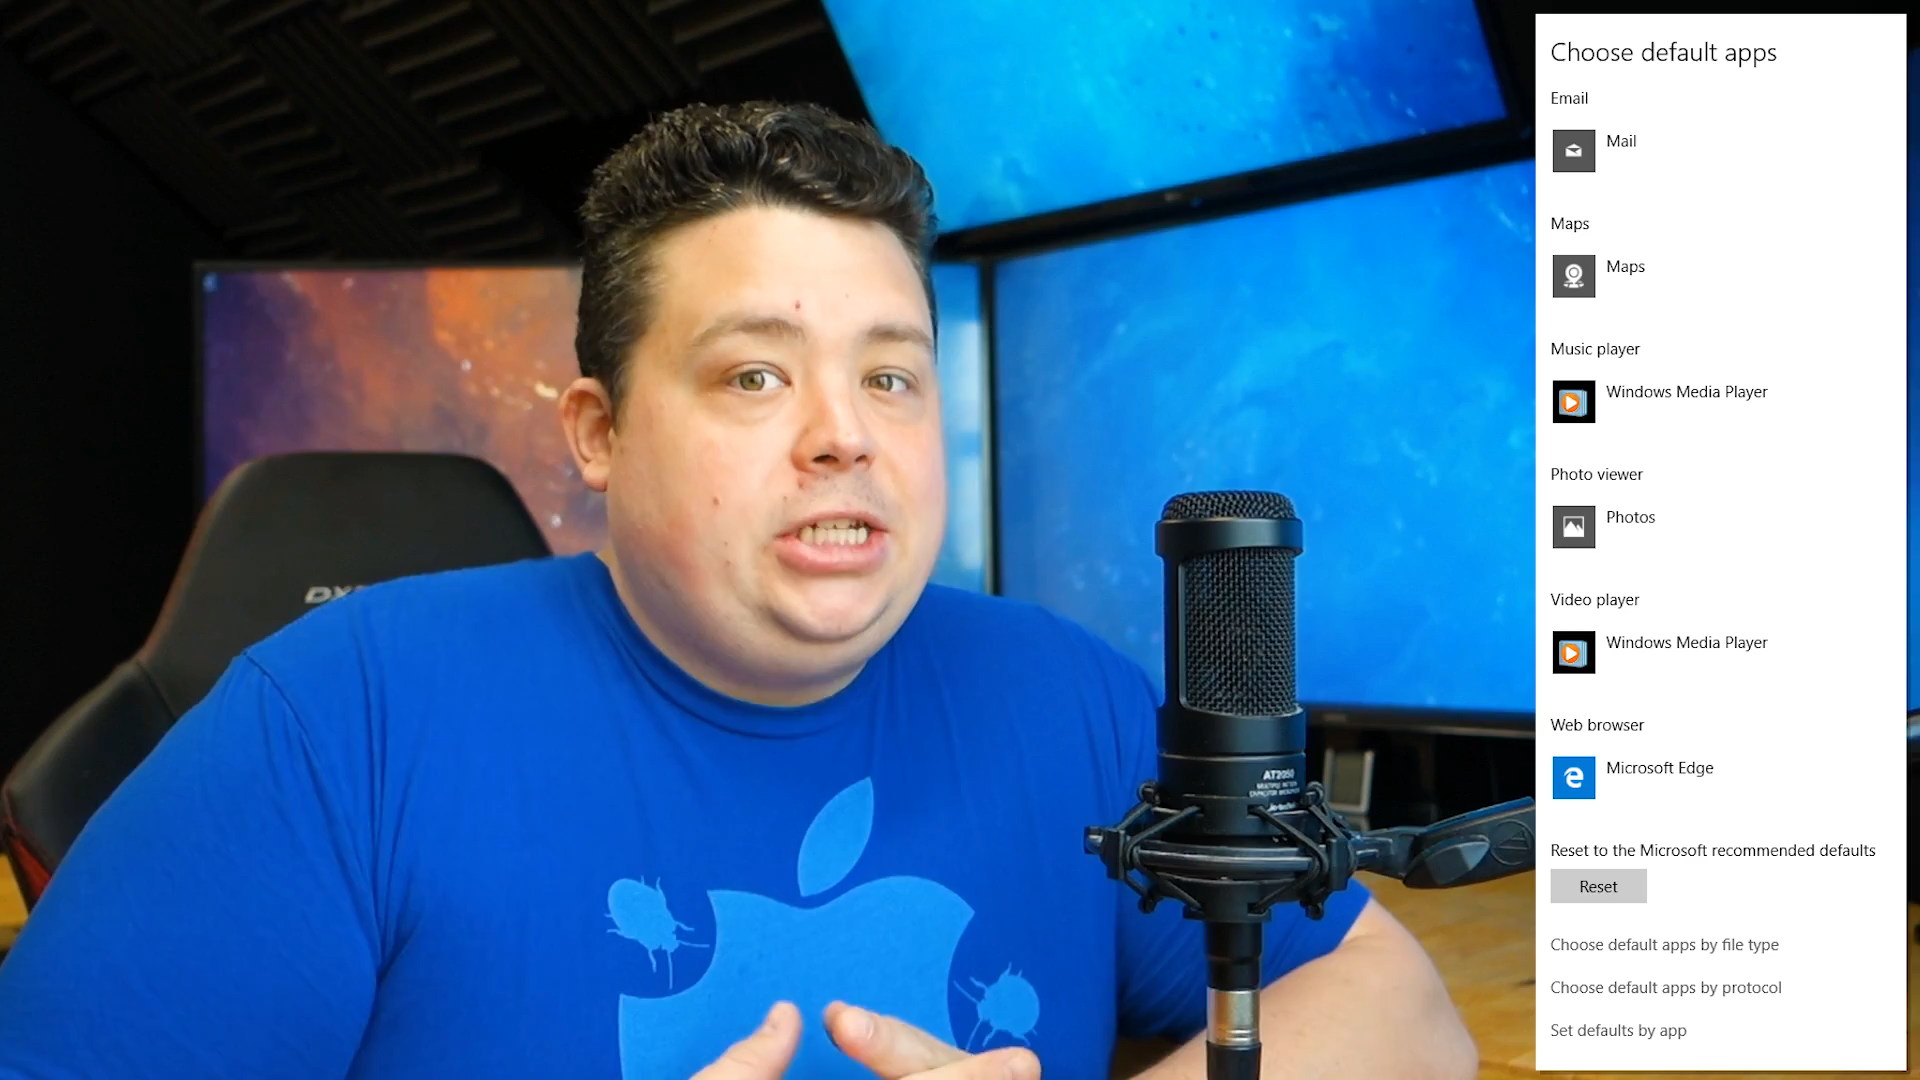 Choose default apps
Email
Mail
Maps
Maps
Music player
Windows Media Player
Photo viewer
Photos
Video player
Windows Media Player
Web browser
Microsoft Edge
Reset to the Microsoft recommended defaults
Reset
Choose default apps by file type
Choose default apps by protocol
Set defaults by app
AT2050